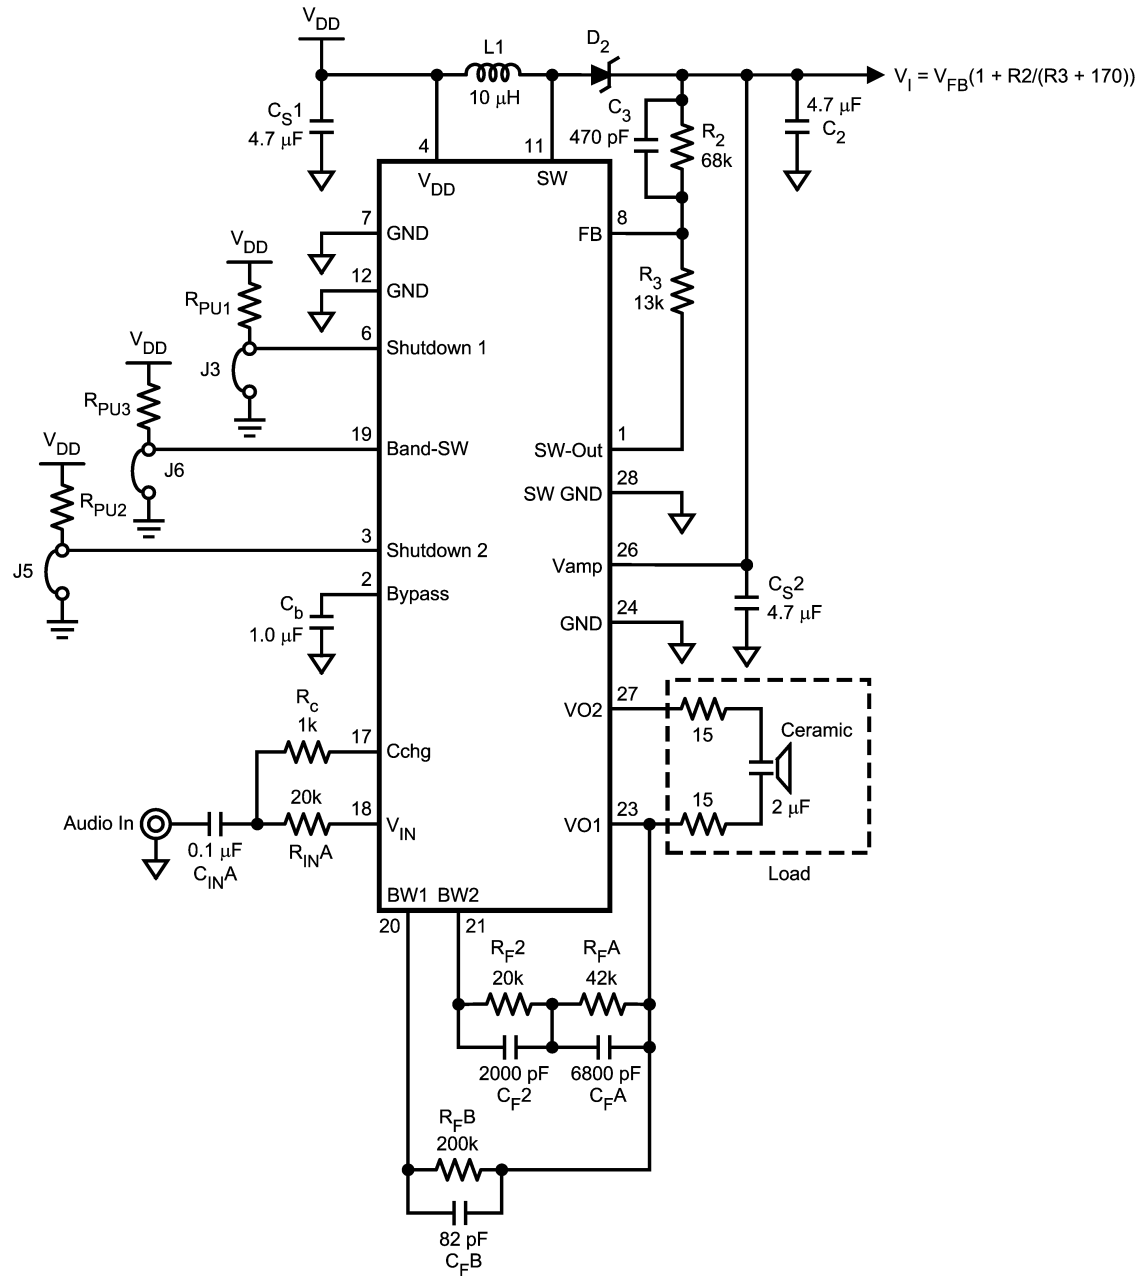 VDD
L1
10 µH
D2
VI = VFB(1 + R2/(R3 + 170))
CS1
4.7 µF
4
11
C3
470 pF
R2
68k
4.7 µF
C2
VDD
SW
7
GND
8
FB
12
GND
R3
13k
VDD
RPU1
6
Shutdown 1
J3
VDD
RPU3
19
Band-SW
J6
1
SW-Out
VDD
RPU2
28
SW GND
3
Shutdown 2
J5
26
Vamp
2
Bypass
Cb
1.0 µF
CS2
4.7 µF
24
GND
27
VO2
15
Ceramic
2 µF
Rc
1k
17
Cchg
Audio In
0.1 µF
CINA
20k
RINA
18
VIN
23
VO1
15
Load
BW1
BW2
20
21
RF2
20k
RFA
42k
2000 pF
CF2
6800 pF
CFA
RFB
200k
82 pF
CFB